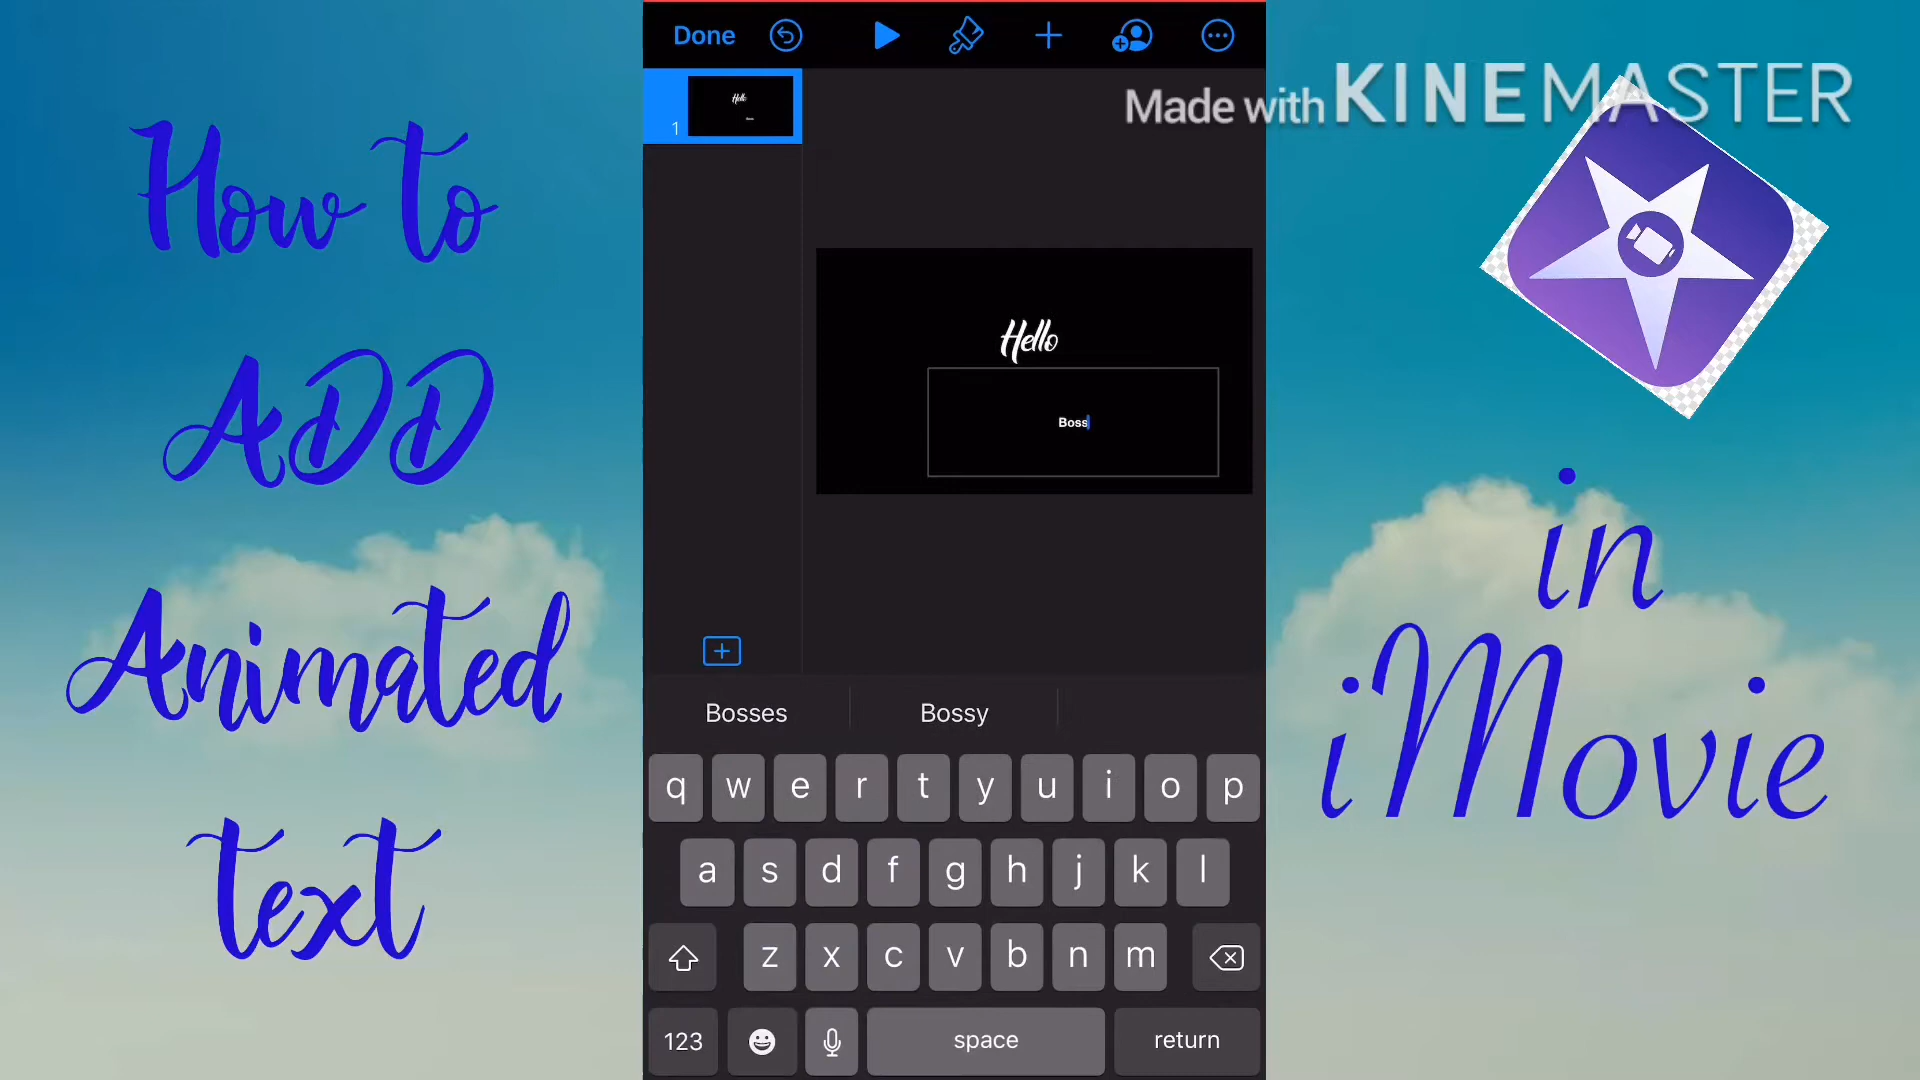 How to
ADD
Animated
text
Done
1
Hello
Hello
Boss
Bosses
Bossy
q w e r t y u i o p
a s d f g h j k l
z x c v b n m
123
space
return
Made with KINEMASTER
in
iMovie